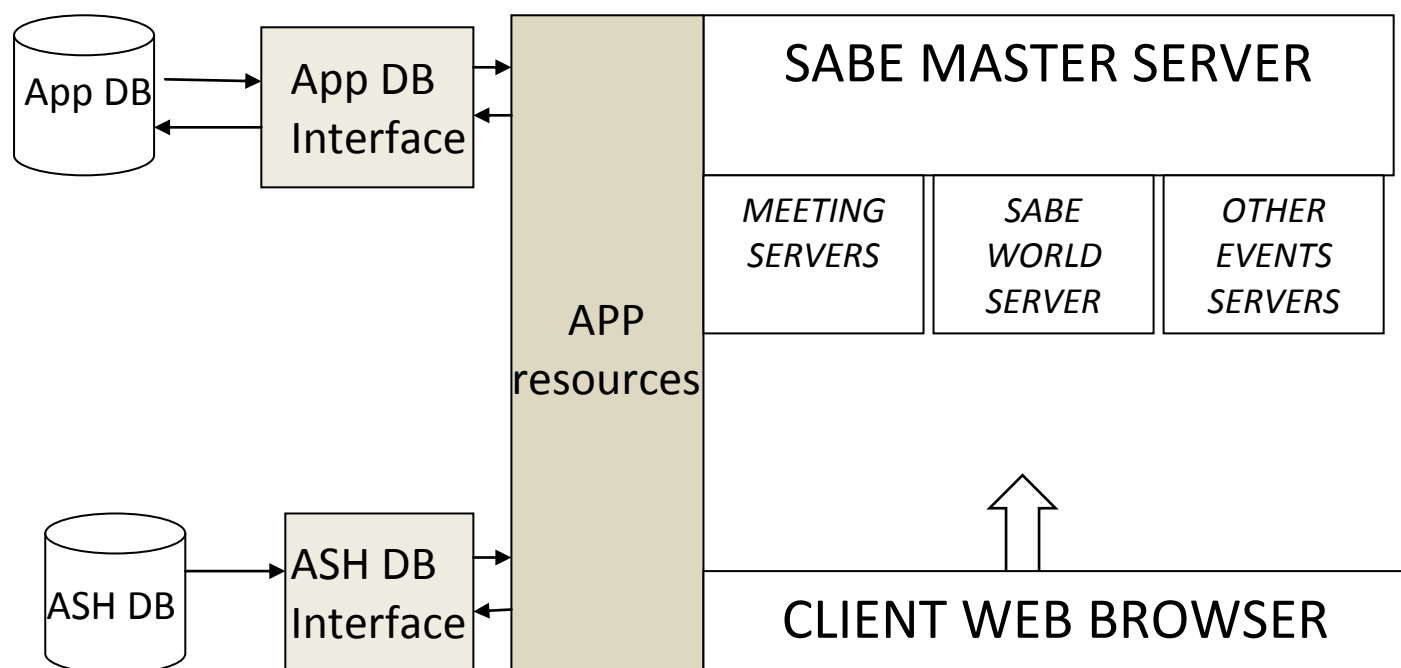 App DB
App DB
Interface
SABE MASTER SERVER
MEETING
SERVERS
SABE
WORLD
SERVER
OTHER
EVENTS
SERVERS
APP
resources
ASH DB
ASH DB
Interface
CLIENT WEB BROWSER